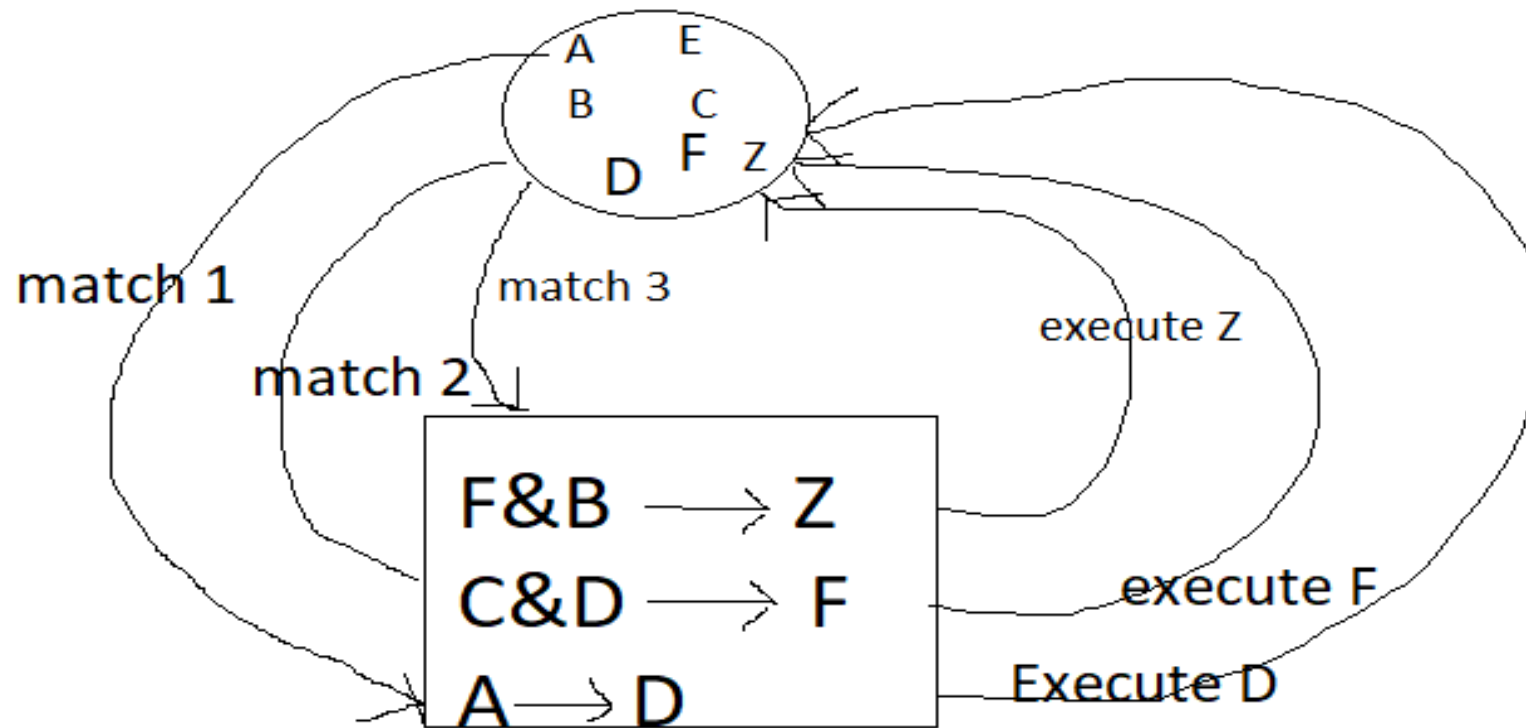 A E
B C
D F Z
match 1
match 3
execute Z
match 2
F&B → Z
C&D → F
execute F
A → D
Execute D